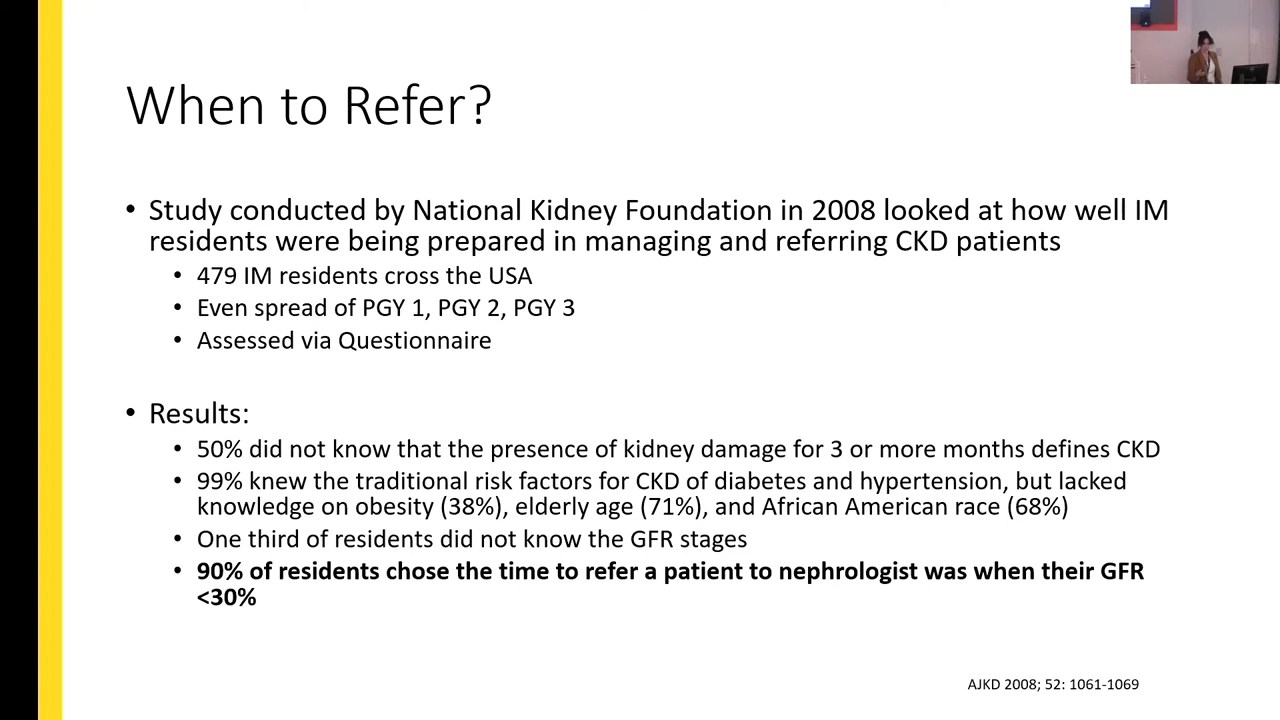 When to Refer?
• Study conducted by National Kidney Foundation in 2008 looked at how well IM
residents were being prepared in managing and referring CKD patients
• 479 IM residents cross the USA
• Even spread of PGY 1, PGY 2, PGY 3
• Assessed via Questionnaire
• Results:
• 50% did not know that the presence of kidney damage for 3 or more months defines CKD
• 99% knew the traditional risk factors for CKD of diabetes and hypertension, but lacked
knowledge on obesity (38%), elderly age (71%), and African American race (68%)
• One third of residents did not know the GFR stages
• 90% of residents chose the time to refer a patient to nephrologist was when their GFR
<30%
AJKD 2008; 52: 1061-1069